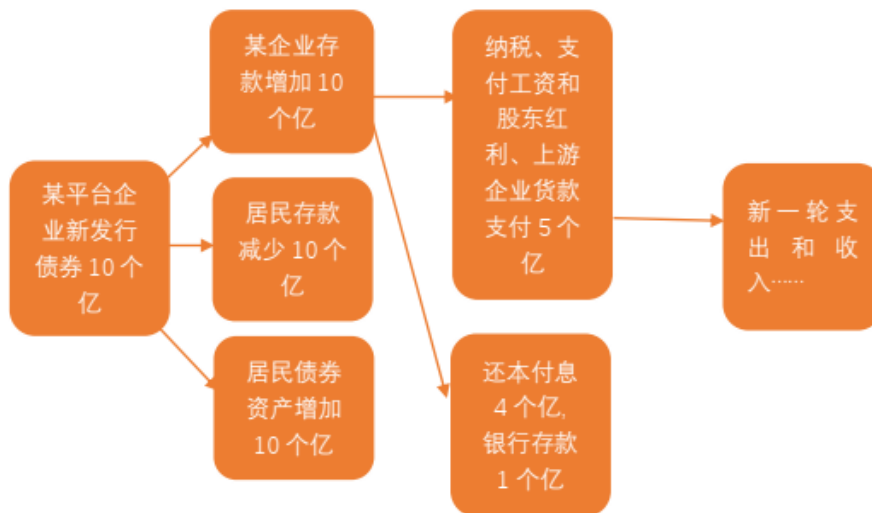 某平台企
业新发行
债券 10 个
亿
某企业存
款增加 10
个亿
居民存款
减少 10 个
亿
居民债券
资产增加
10 个亿
纳税、支
付工资和
股东红
利、上游
企业货款
支付 5 个
亿
还本付息
4 个亿,
银行存款
1 个亿
新一轮支
出和收
入……